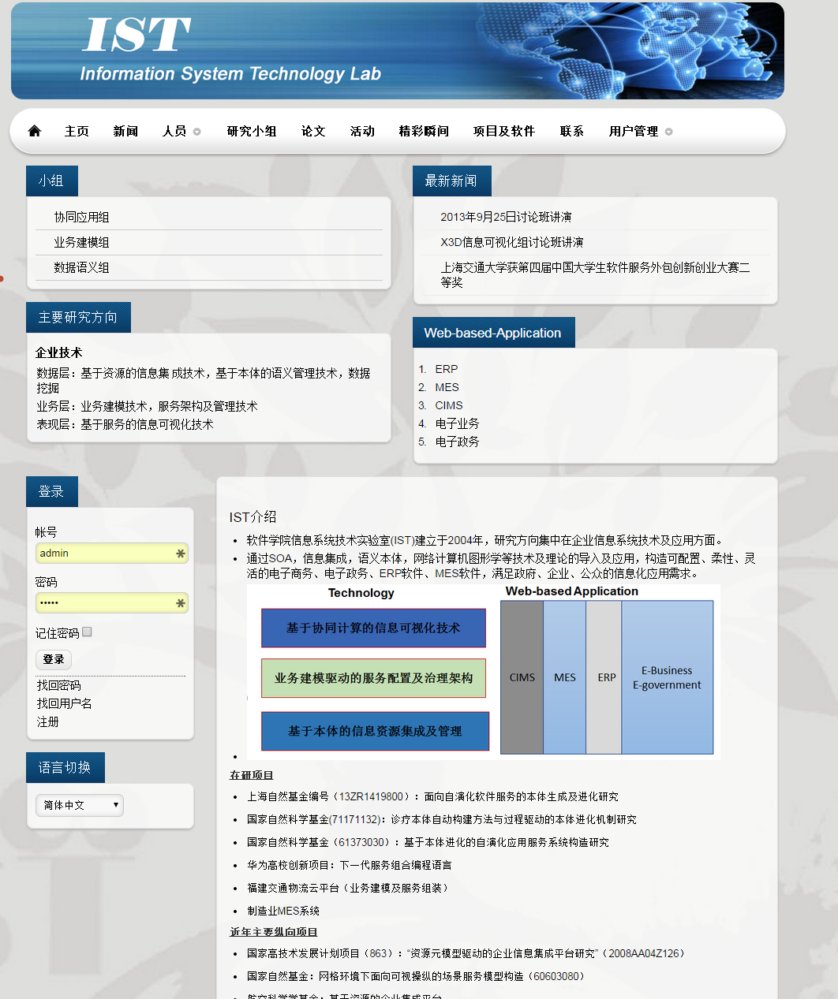 IST
Information System Technology Lab
主页 新闻 人员 研究小组 论文 活动 精彩瞬间 项目及软件 联系 用户管理
小组
协同应用组
业务建模组
数据语义组
最新新闻
2013年9月25日讨论班讲演
X3D信息可视化组讨论班讲演
上海交通大学获第四届中国大学生软件服务外包创新创业大赛二
等奖
主要研究方向
企业技术
数据层：基于资源的信息集 成技术，基于本体的语义管理技术，数据
挖掘
业务层：业务建模技术，服务架构及管理技术
表现层：基于服务的信息可视化技术
Web-based-Application
1. ERP
2. MES
3. CIMS
4. 电子业务
5. 电子政务
登录
帐号
admin
密码
•••••
记住密码
登录
找回密码
找回用户名
注册
语言切换
简体中文
IST介绍
软件学院信息系统技术实验室(IST)建立于2004年，研究方向集中在企业信息系统技术及应用方面。
通过SOA，信息集成，语义本体，网络计算机图形学等技术及理论的导入及应用，构造可配置、柔性、灵
活的电子商务、电子政务、ERP软件、MES软件，满足政府、企业、公众的信息化应用需求。
Technology
基于协同计算的信息可视化技术
业务建模驱动的服务配置及治理架构
基于本体的信息资源集成及管理
Web-based Application
CIMS
MES
ERP
E-Business
E-government
在研项目
上海自然基金编号（13ZR1419800）：面向自演化软件服务的本体生成及进化研究
国家自然科学基金(71171132)：诊疗本体自动构建方法与过程驱动的本体进化机制研究
国家自然科学基金（61373030）：基于本体进化的自演化应用服务系统构造研究
华为高校创新项目：下一代服务组合编程语言
福建交通物流云平台（业务建模及服务组装）
制造业MES系统
近年主要纵向项目
国家高技术发展计划项目（863）：“资源元模型驱动的企业信息集成平台研究”（2008AA04Z126）
国家自然基金：网格环境下面向可视操纵的场景服务模型构造（60603080）